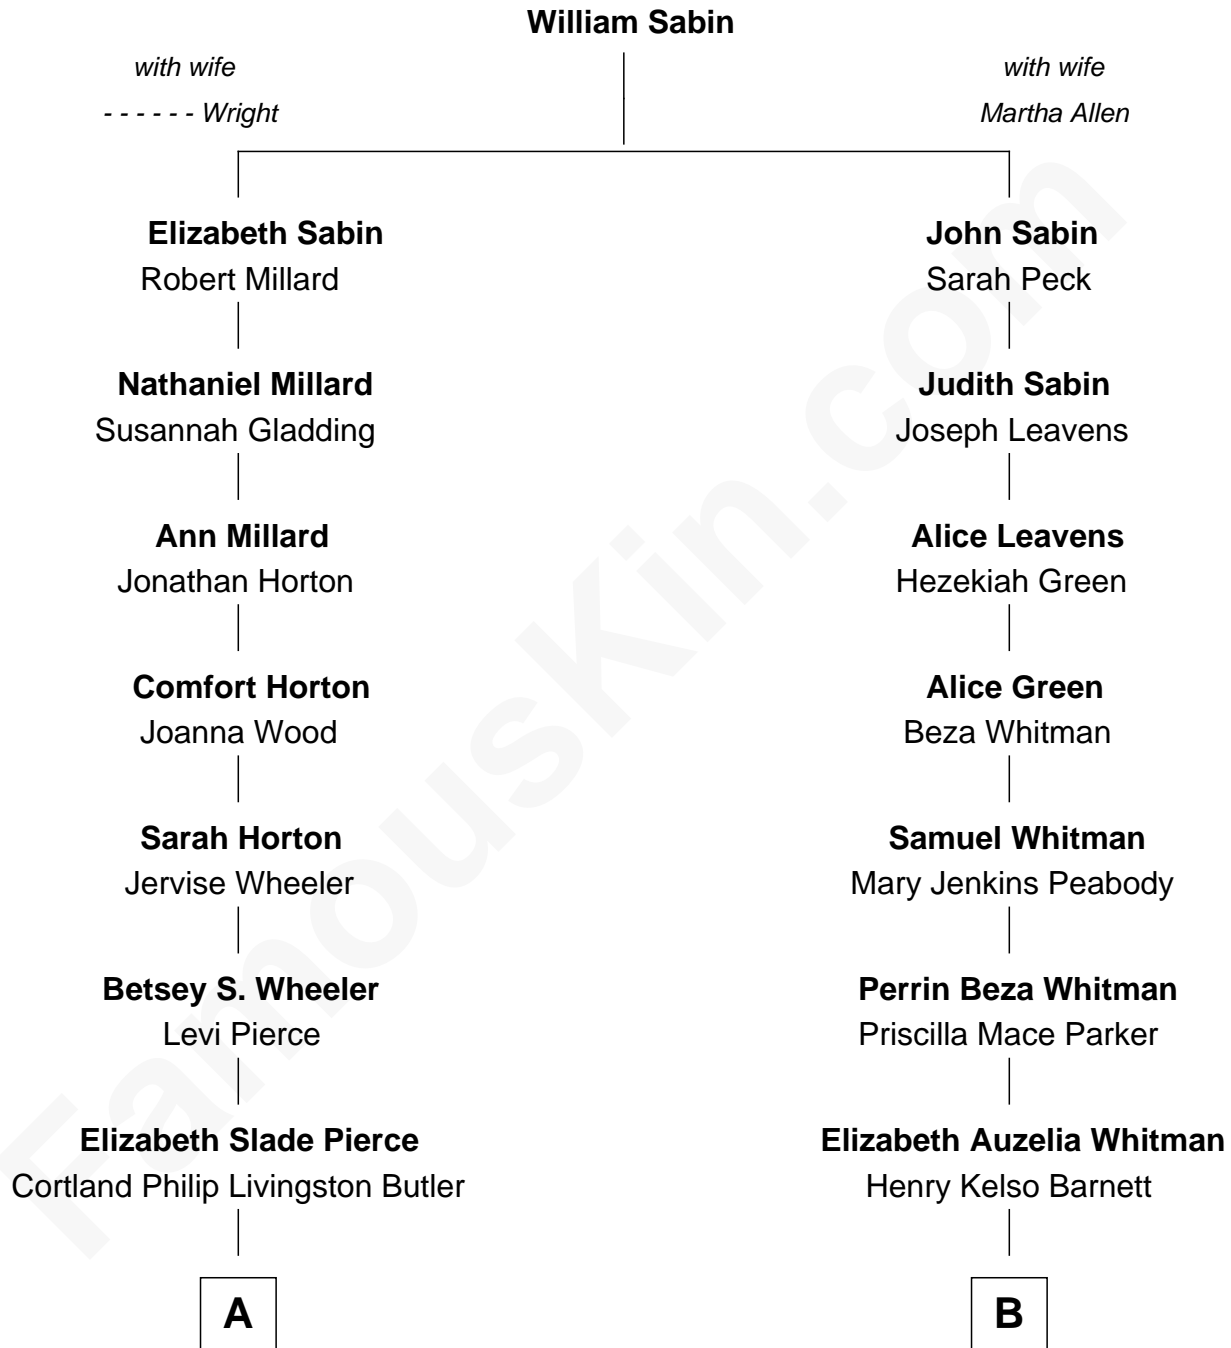 William Sabin
with wife
- - - - - - Wright
with wife
Martha Allen
Elizabeth Sabin
Robert Millard
John Sabin
Sarah Peck
Nathaniel Millard
Susannah Gladding
Judith Sabin
Joseph Leavens
Ann Millard
Jonathan Horton
Alice Leavens
Hezekiah Green
Comfort Horton
Joanna Wood
Alice Green
Beza Whitman
Sarah Horton
Jervise Wheeler
Samuel Whitman
Mary Jenkins Peabody
Betsey S. Wheeler
Levi Pierce
Perrin Beza Whitman
Priscilla Mace Parker
Elizabeth Slade Pierce
Cortland Philip Livingston Butler
Elizabeth Auzelia Whitman
Henry Kelso Barnett
A
B
FamousKin.com